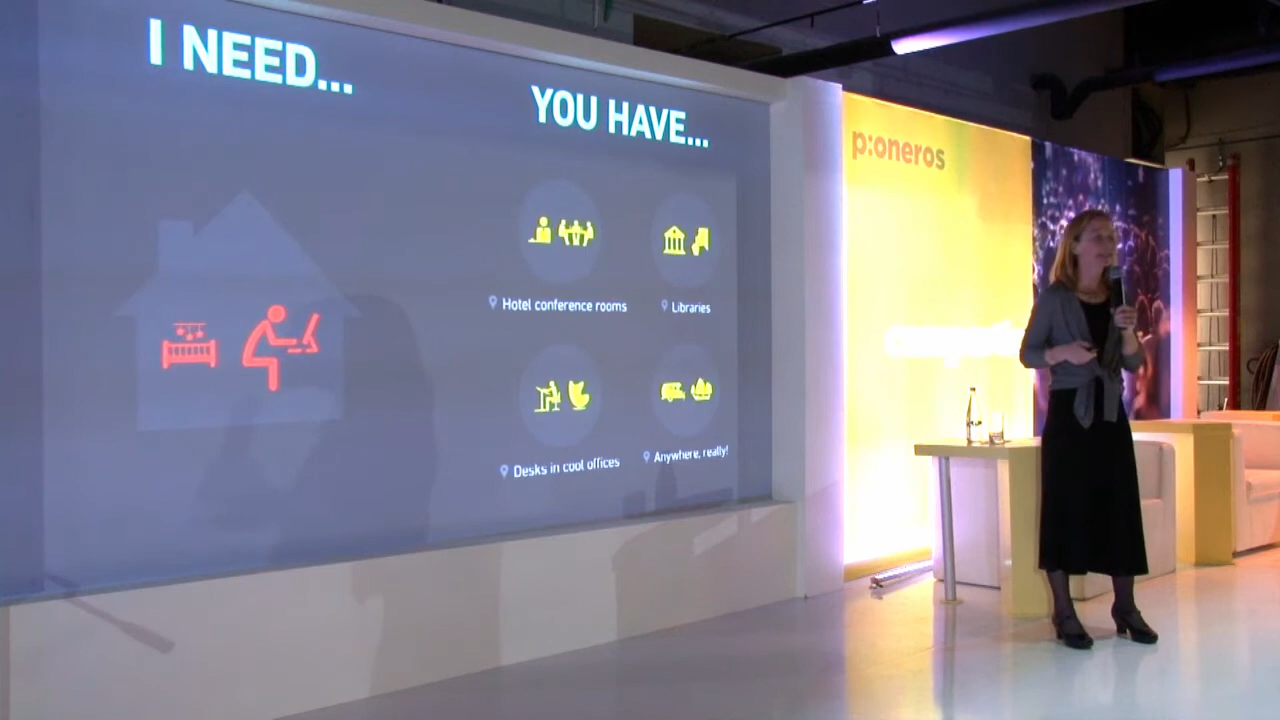 I NEED...
YOU HAVE...
Hotel conference rooms
Libraries
Desks in cool offices
Anywhere, really!
p:oneros